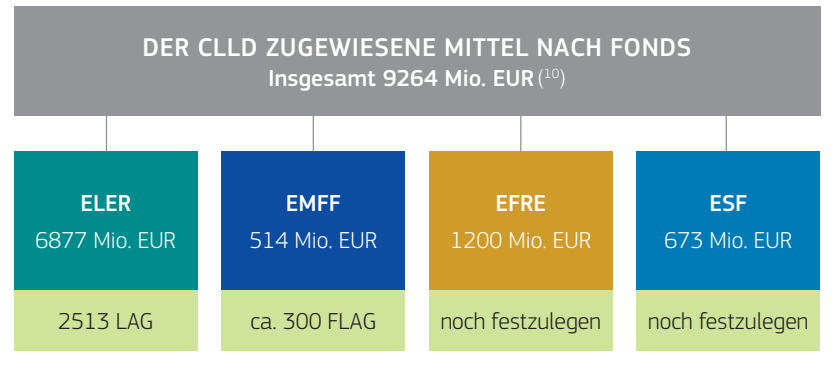 DER CLLD ZUGEWIESENE MITTEL NACH FONDS
Insgesamt 9264 Mio. EUR (10)
ELER
6877 Mio. EUR
2513 LAG
EMFF
514 Mio. EUR
ca. 300 FLAG
EFRE
1200 Mio. EUR
noch festzulegen
ESF
673 Mio. EUR
noch festzulegen